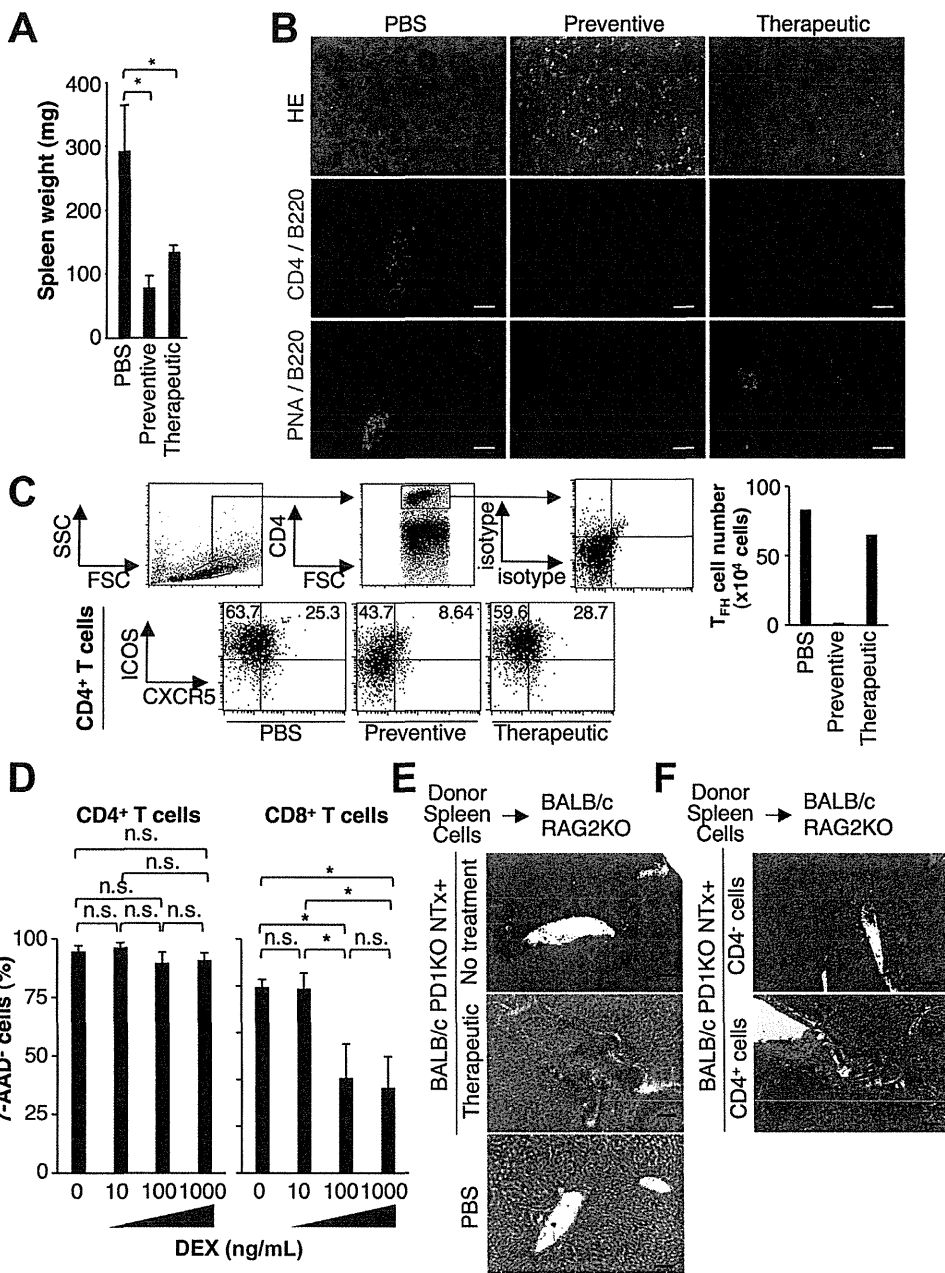 A
Spleen weight (mg)
400
300
200
100
0
*
*
PBS
Preventive
Therapeutic
B
PBS Preventive Therapeutic
HE
CD4 / B220
PNA / B220
C
SSC
FSC
CD4
FSC
isotype
isotype
CD4+ T cells
ICOS
CXCR5
63.7 25.3
43.7 8.64
59.6 28.7
PBS Preventive Therapeutic
TFH cell number
(x10⁴ cells)
100
50
0
PBS
Preventive
Therapeutic
D
CD4+ T cells
n.s.
n.s.
n.s.
n.s. n.s. n.s.
CD8+ T cells
*
*
*
n.s. * n.s.
7-AAD- cells (%)
100
75
50
25
0
0 10 100 1000
0 10 100 1000
DEX (ng/mL)
E
Donor
Spleen
Cells
BALB/c
RAG2KO
BALB/c PD1KO NTx+
No treatment
Therapeutic
PBS
F
Donor
Spleen
Cells
BALB/c
RAG2KO
BALB/c PD1KO NTx+
CD4- cells
CD4+ cells